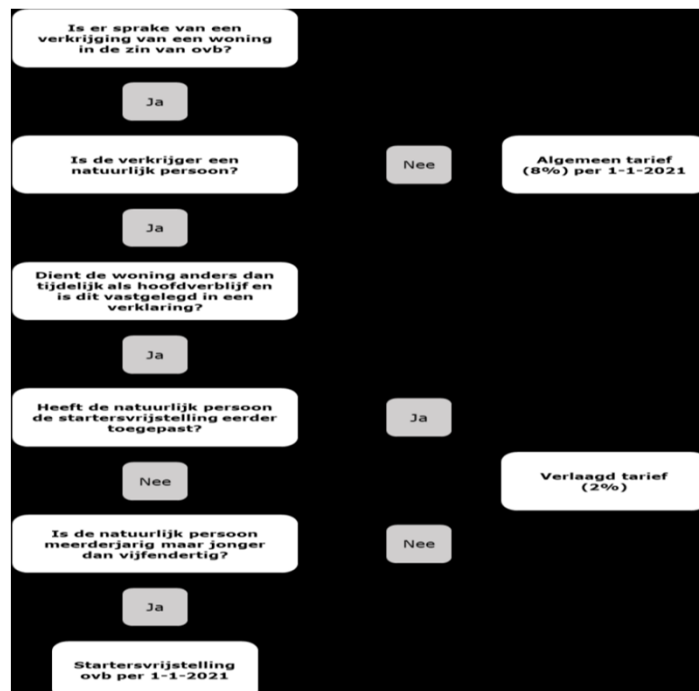 Is er sprake van een
verkrijging van een woning
in de zin van ovb?
Ja
Is de verkrijger een
natuurlijk persoon?
Nee
Algemeen tarief
(8%) per 1-1-2021
Ja
Dient de woning anders dan
tijdelijk als hoofdverblijf en
is dit vastgelegd in een
verklaring?
Ja
Heeft de natuurlijk persoon
de startersvrijstelling eerder
toegepast?
Ja
Nee
Verlaagd tarief
(2%)
Is de natuurlijk persoon
meerderjarig maar jonger
dan vijfendertig?
Nee
Ja
Startersvrijstelling
ovb per 1-1-2021